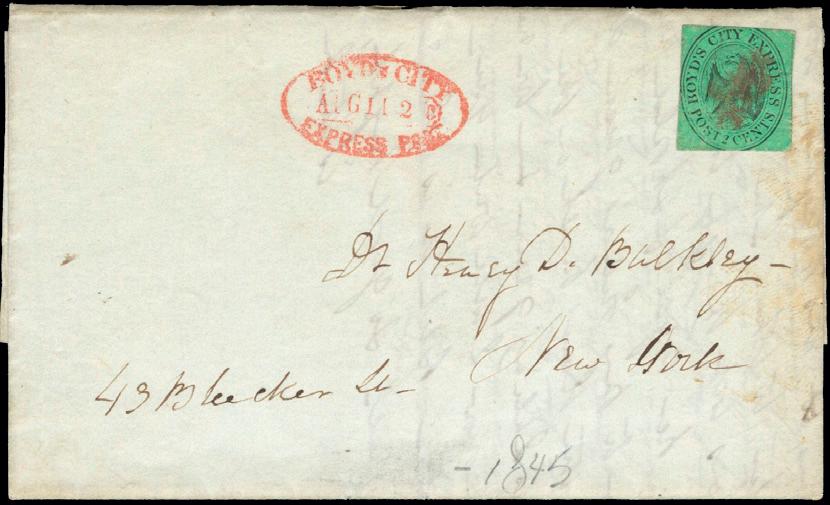 BOYD'S CITY
AUG 11 2
EXPRESS POST
BOYD'S CITY EXPRESS
POST 2 CENTS
Dr Henry D. Bulkley –
New York
43 Bleecker St –
– 1845